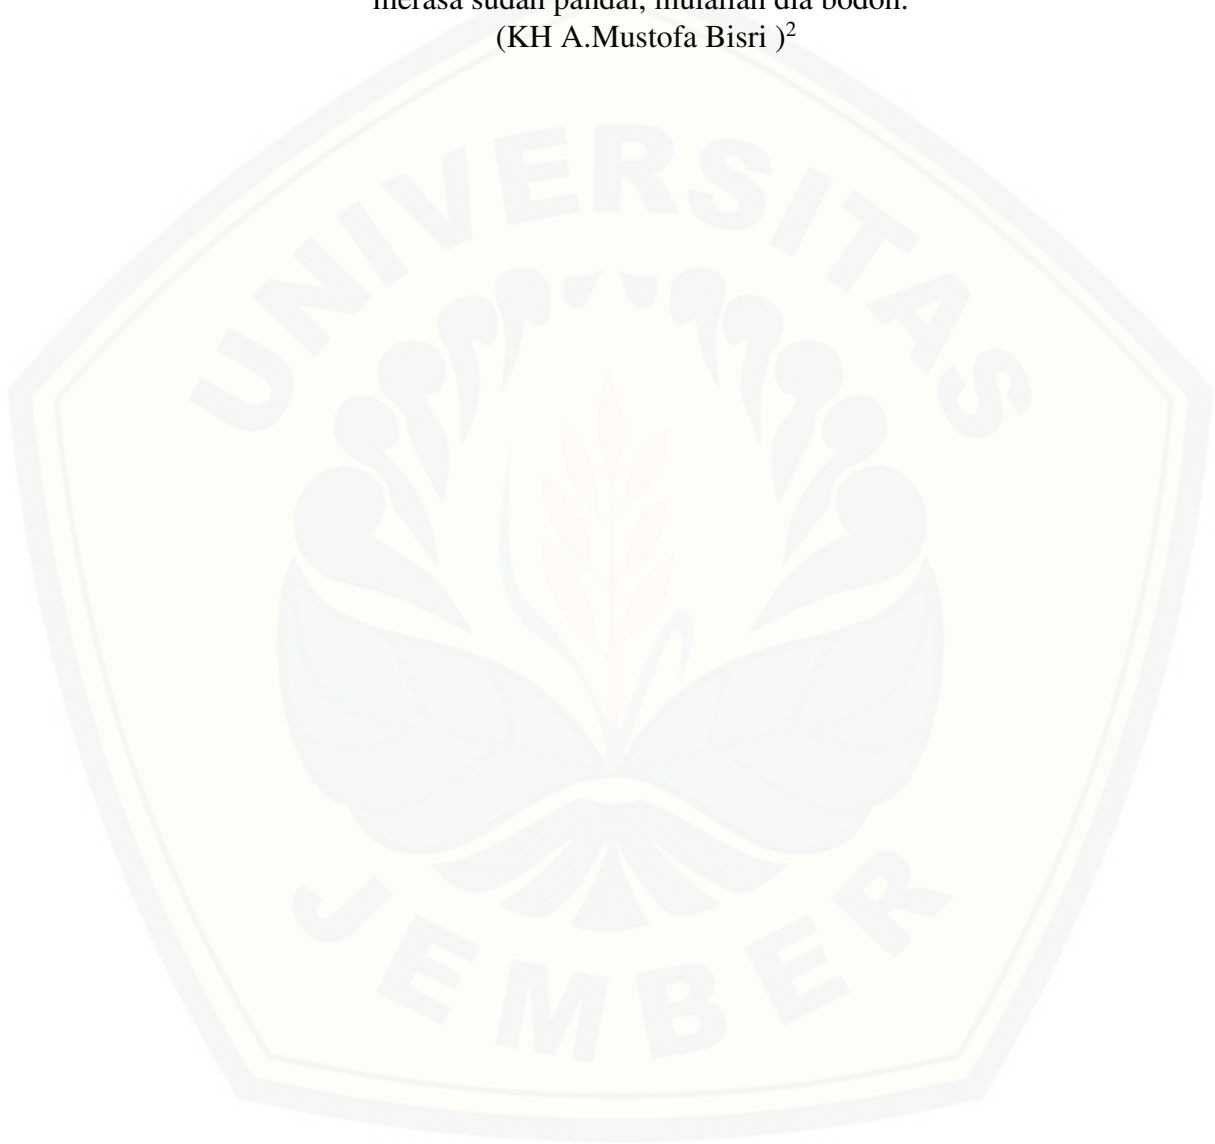 merasa sudah pandai, mulailah dia bodoh.
(KH A.Mustofa Bisri )²
UNIVERSITAS
JEMBER